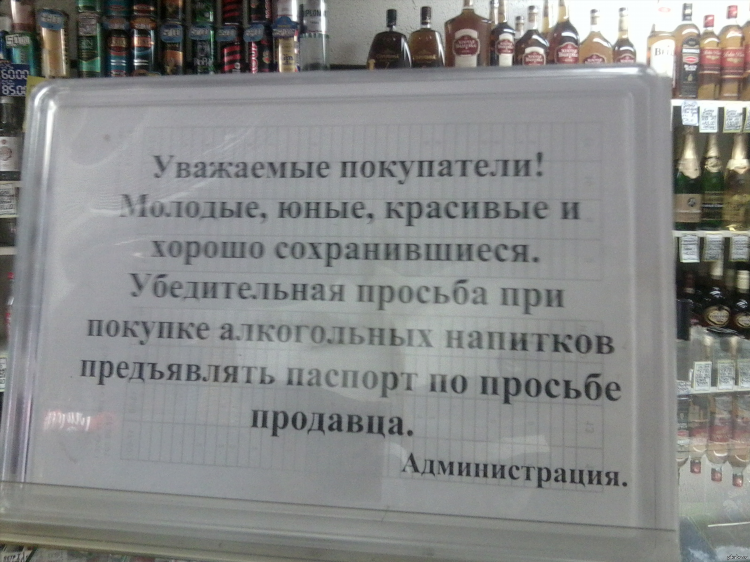 Уважаемые покупатели!
Молодые, юные, красивые и
хорошо сохранившиеся.
Убедительная просьба при
покупке алкогольных напитков
предъявлять паспорт по просьбе
продавца.
Администрация.